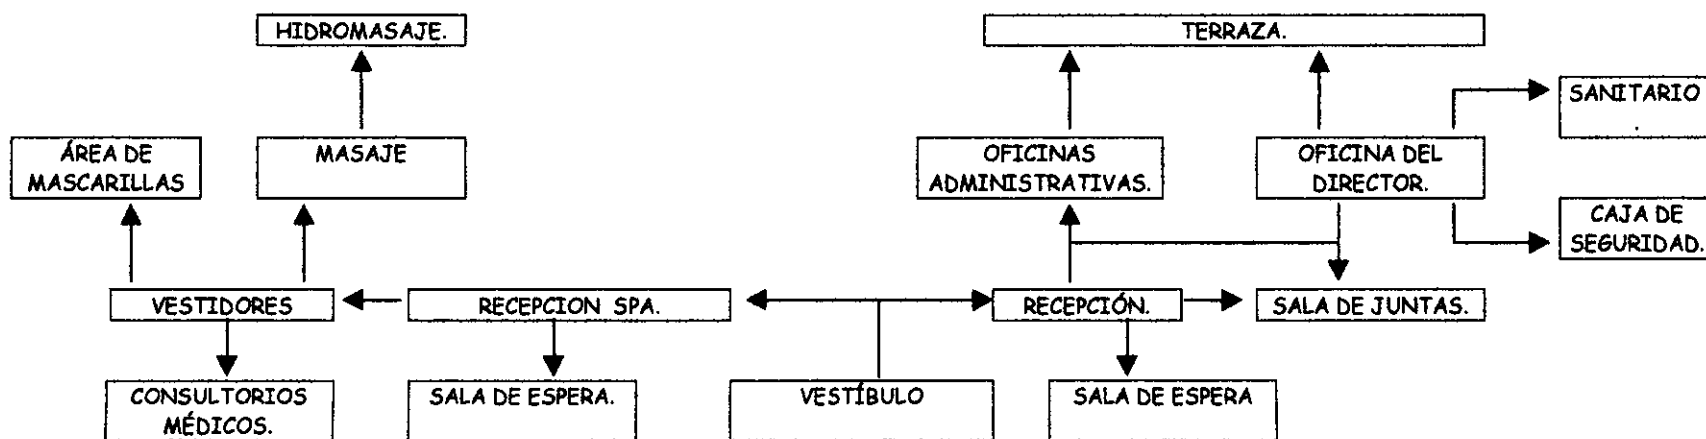 HIDROMASAJE.
TERRAZA.
SANITARIO
.
ÁREA DE
MASCARILLAS
MASAJE
OFICINAS
ADMINISTRATIVAS.
OFICINA DEL
DIRECTOR.
CAJA DE
SEGURIDAD.
VESTIDORES
RECEPCION SPA.
RECEPCIÓN.
SALA DE JUNTAS.
CONSULTORIOS
MÉDICOS.
SALA DE ESPERA.
VESTÍBULO
SALA DE ESPERA